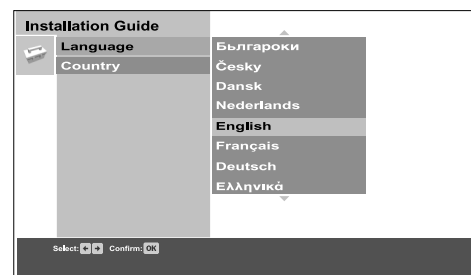 Installation Guide
Language
Country
Българоки
Česky
Dansk
Nederlands
English
Français
Deutsch
Ελληνικά
Select: Confirm: OK